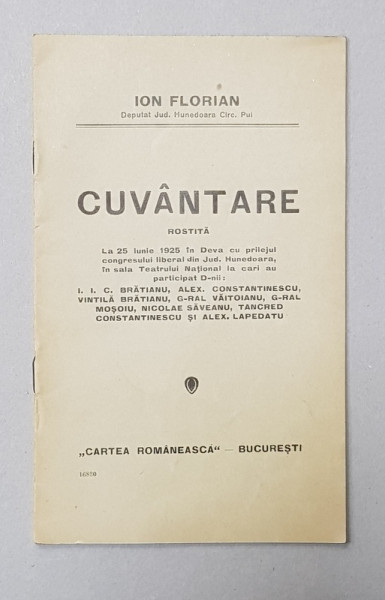 ION FLORIAN
Deputat Jud. Hunedoara Circ. Pui
CUVÂNTARE
ROSTITĂ
La 25 Iunie 1925 în Deva cu prilejul
congresului liberal din Jud. Hunedoara,
în sala Teatrului Național la cari au
participat D-nii:
I. I. C. BRĂTIANU, ALEX. CONSTANTINESCU,
VINTILĂ BRĂTIANU, G-RAL VĂITOIANU, G-RAL
MOȘOIU, NICOLAE SĂVEANU, TANCRED
CONSTANTINESCU ȘI ALEX. LAPEDATU
„CARTEA ROMÂNEASCĂ“ — BUCUREȘTI